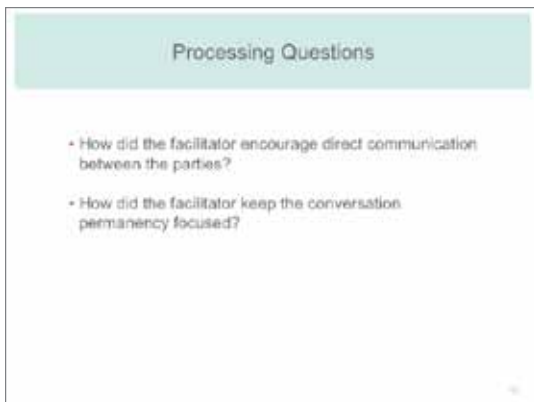 Processing Questions
• How did the facilitator encourage direct communication
between the parties?
• How did the facilitator keep the conversation
permanency focused?